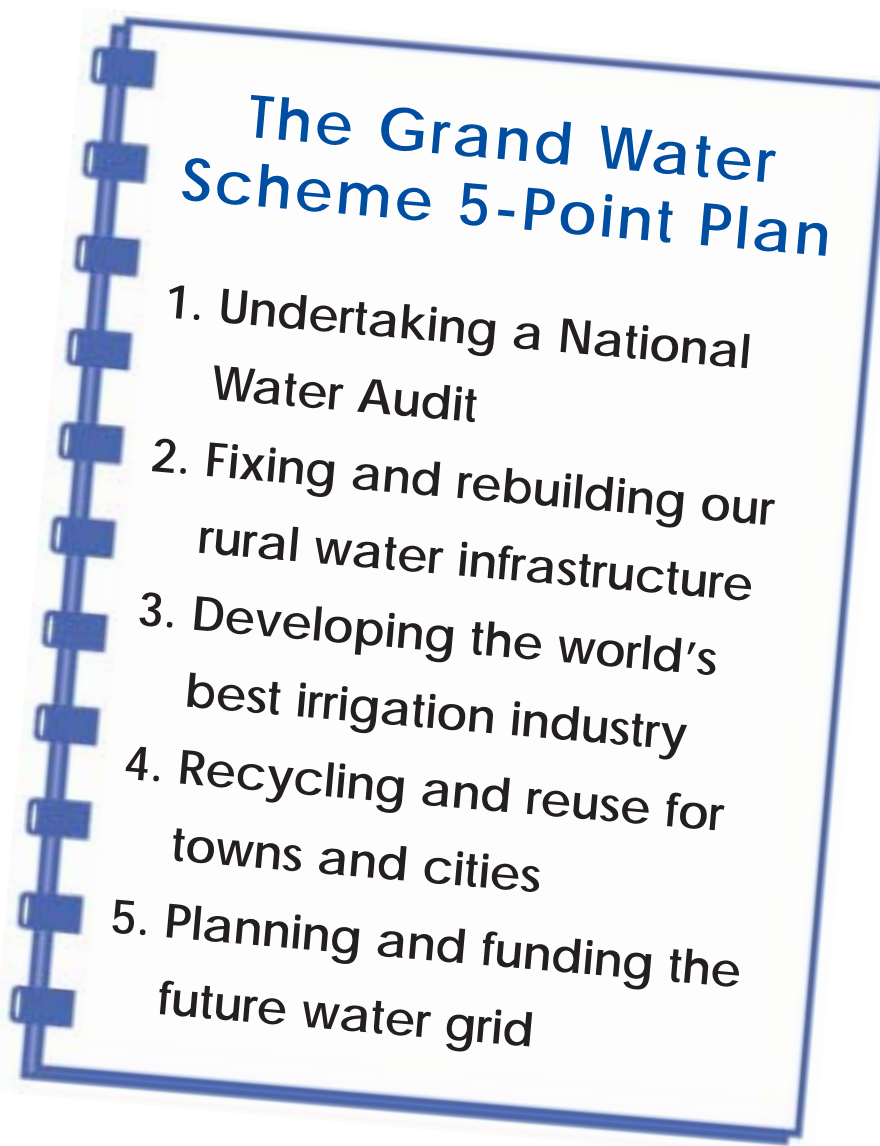 The Grand Water
Scheme 5-Point Plan
1. Undertaking a National
Water Audit
2. Fixing and rebuilding our
rural water infrastructure
3. Developing the world's
best irrigation industry
4. Recycling and reuse for
towns and cities
5. Planning and funding the
future water grid